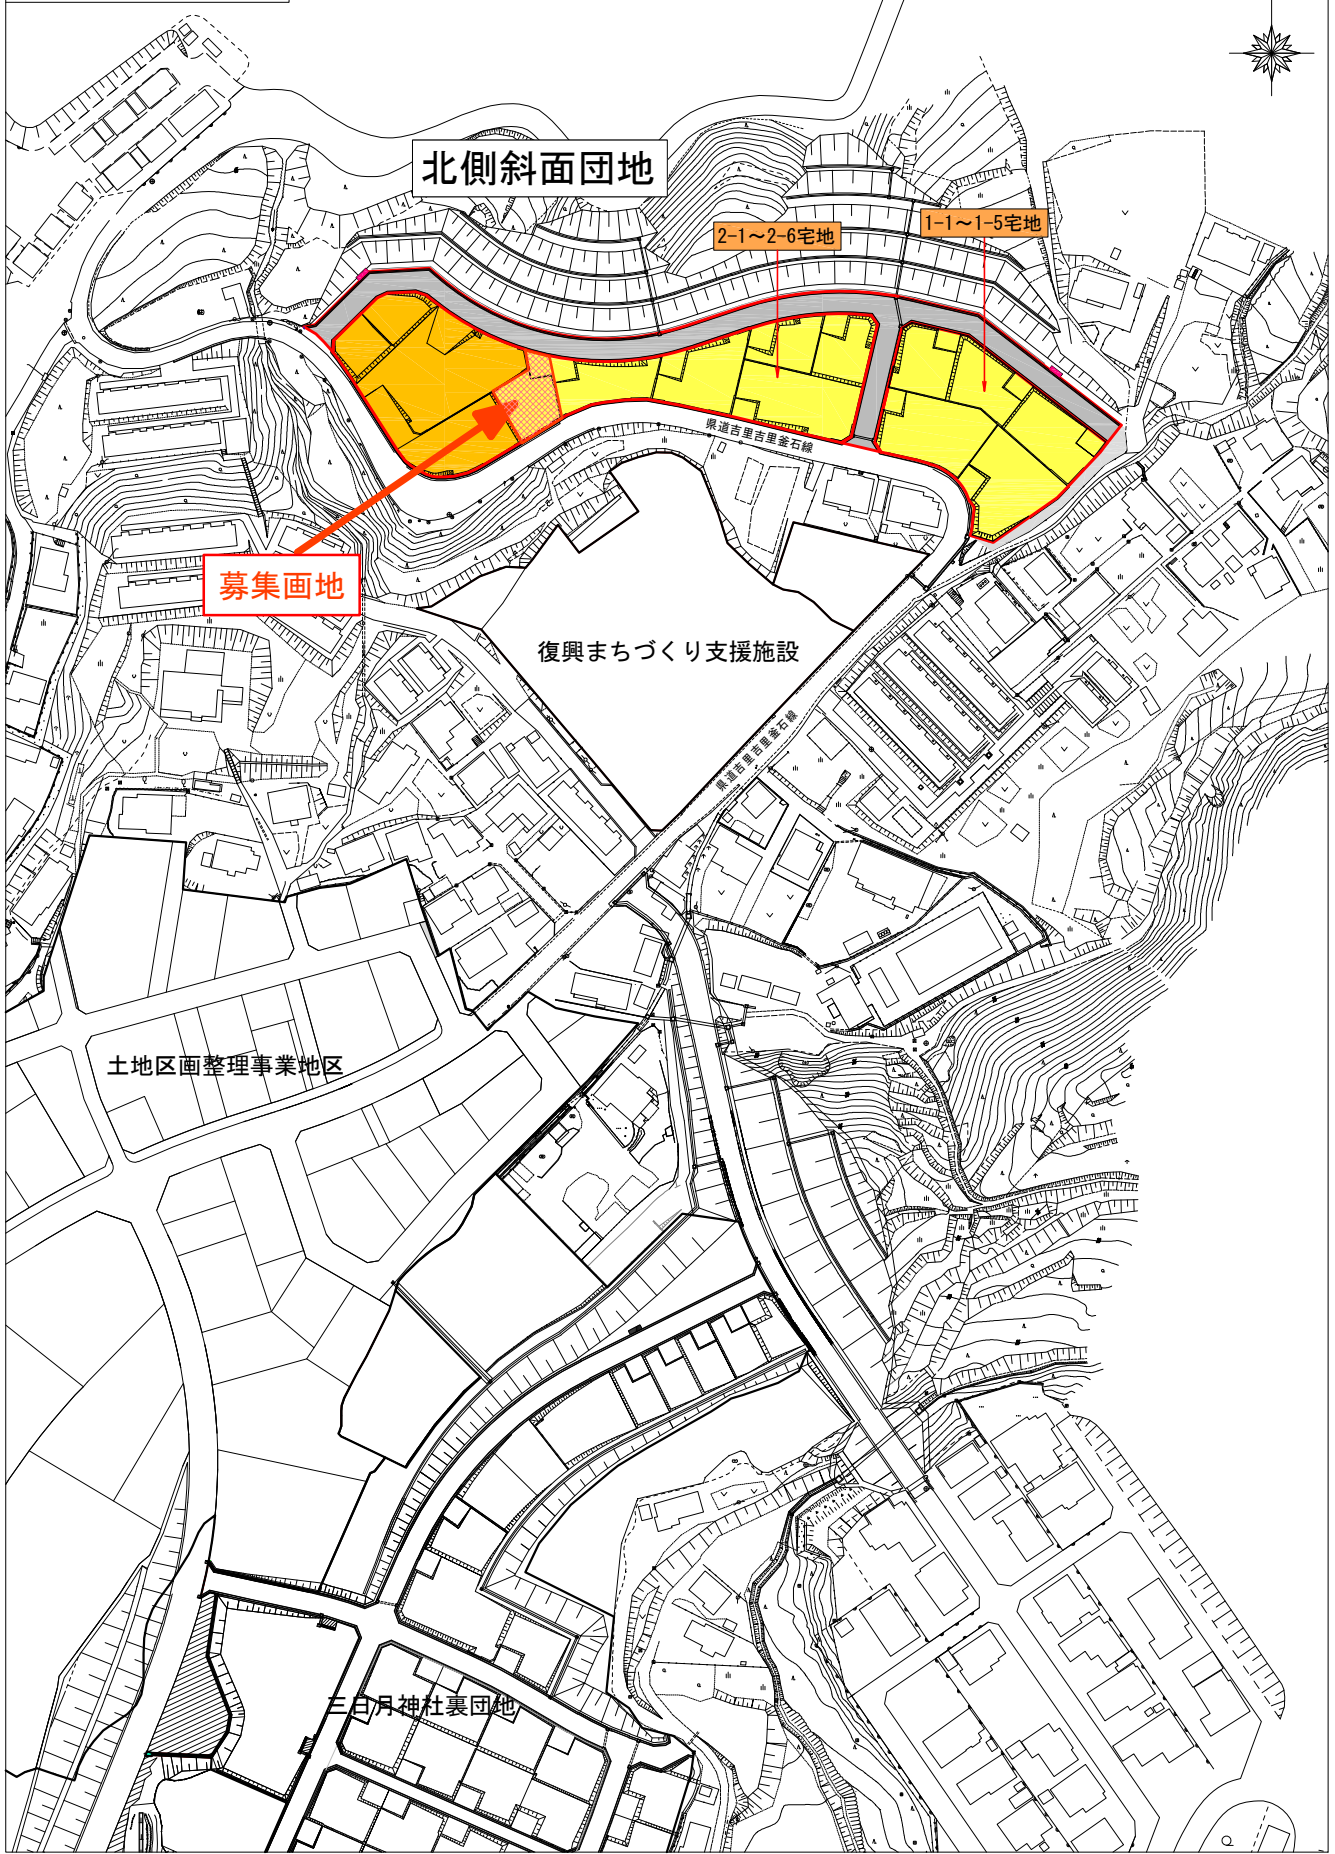 北側斜面団地
1-1～1-5宅地
2-1～2-6宅地
県道吉里吉里釜石線
募集画地
復興まちづくり支援施設
県道吉里吉里釜石線
土地区画整理事業地区
三日月神社裏団地